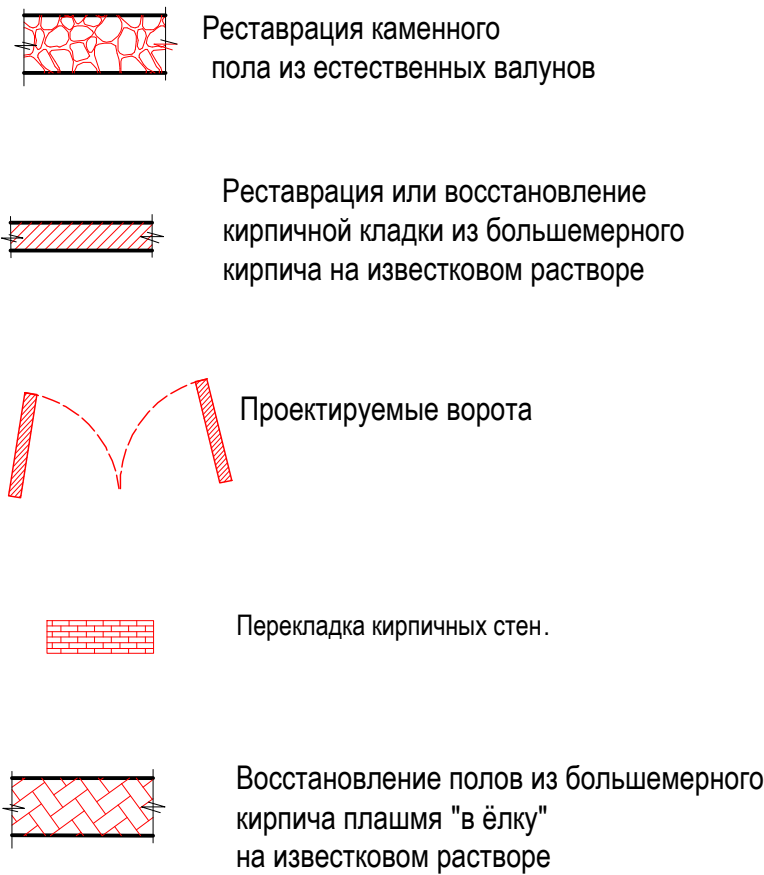 Реставрация каменного
пола из естественных валунов
Реставрация или восстановление
кирпичной кладки из большемерного
кирпича на известковом растворе
Проектируемые ворота
Перекладка кирпичных стен.
Восстановление полов из большемерного
кирпича плашмя "в ёлку"
на известковом растворе